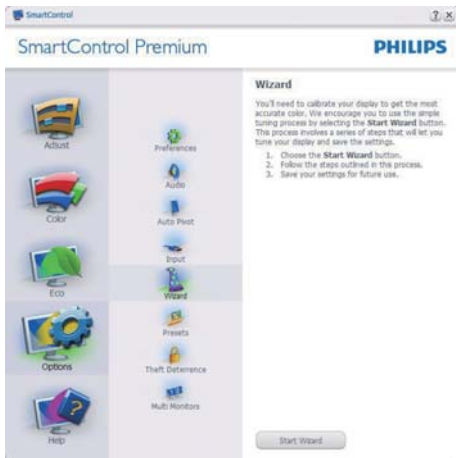 SmartControl
? x
SmartControl Premium
PHILIPS
Adjust
Color
Eco
Options
Help
Preferences
Audio
Auto Pivot
Input
Wizard
Presets
Theft Deterrence
Multi Monitors
Wizard
You'll need to calibrate your display to get the most
accurate color. We encourage you to use the simple
tuning process by selecting the Start Wizard button.
This process involves a series of steps that will let you
tune your display and save the settings.
1. Choose the Start Wizard button.
2. Follow the steps outlined in this process.
3. Save your settings for future use.
Start Wizard